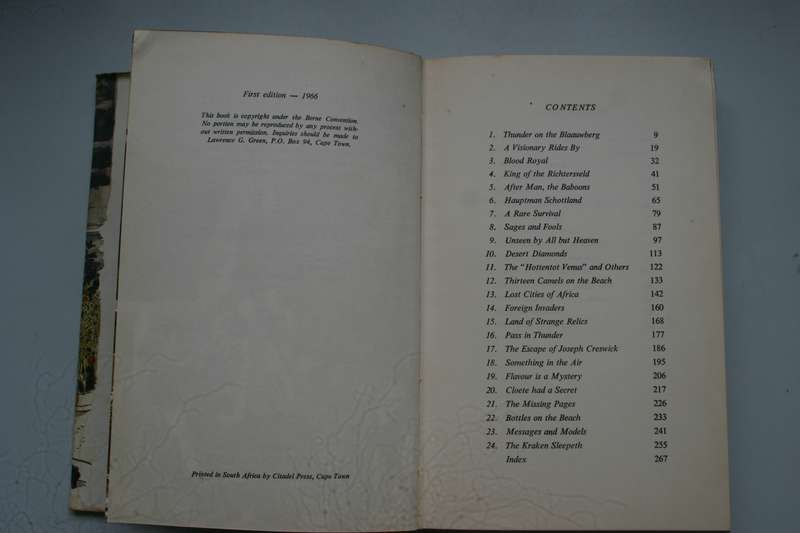 First edition — 1966
This book is copyright under the Berne Convention.
No portion may be reproduced by any process with-
out written permission. Inquiries should be made to
Lawrence G. Green, P.O. Box 94, Cape Town.
Printed in South Africa by Citadel Press, Cape Town
CONTENTS
1. Thunder on the Blaauwberg 9
2. A Visionary Rides By 19
3. Blood Royal 32
4. King of the Richtersveld 41
5. After Man, the Baboons 51
6. Hauptman Schottland 65
7. A Rare Survival 79
8. Sages and Fools 87
9. Unseen by All but Heaven 97
10. Desert Diamonds 113
11. The "Hottentot Venus" and Others 122
12. Thirteen Camels on the Beach 133
13. Lost Cities of Africa 142
14. Foreign Invaders 160
15. Land of Strange Relics 168
16. Pass in Thunder 177
17. The Escape of Joseph Creswick 186
18. Something in the Air 195
19. Flavour is a Mystery 206
20. Cloete had a Secret 217
21. The Missing Pages 226
22. Bottles on the Beach 233
23. Messages and Models 241
24. The Kraken Sleepeth 255
Index 267